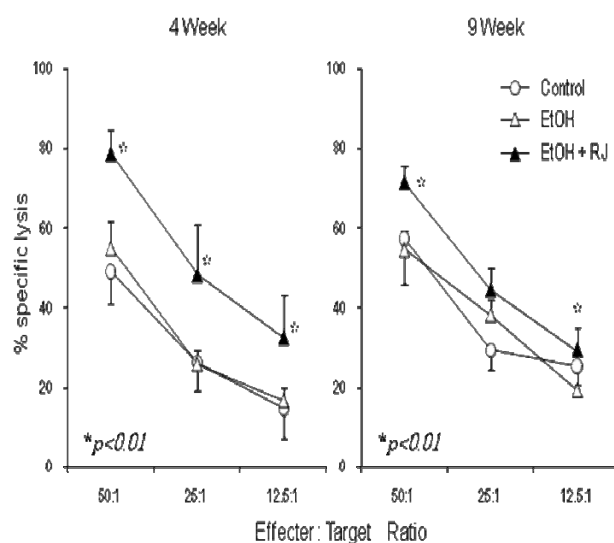 4 Week
9 Week
100
80
60
40
20
0
% specific lysis
*p<0.01
50:1
25:1
12.5:1
100
80
60
40
20
0
Control
EtOH
EtOH + RJ
*p<0.01
50:1
25:1
12.5:1
Effecter : Target Ratio